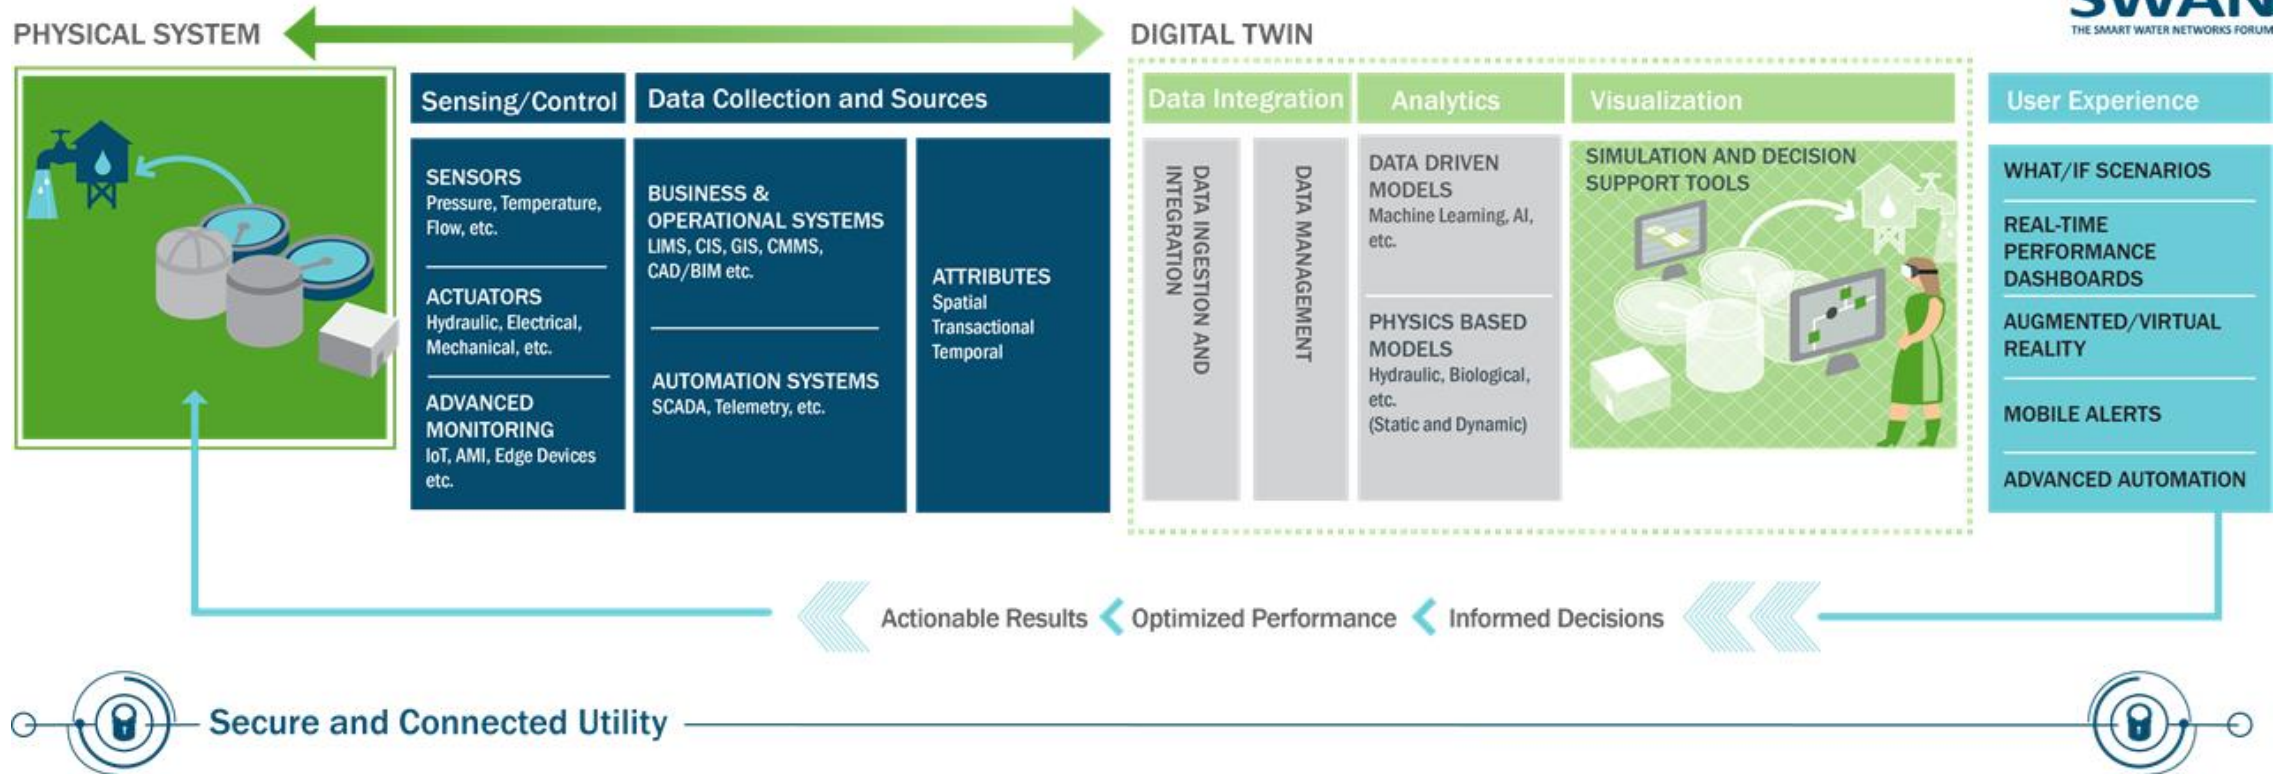 PHYSICAL SYSTEM
DIGITAL TWIN
SWAN
THE SMART WATER NETWORKS FORUM
Sensing/Control
SENSORS
Pressure, Temperature,
Flow, etc.
ACTUATORS
Hydraulic, Electrical,
Mechanical, etc.
ADVANCED
MONITORING
IoT, AMI, Edge Devices
etc.
Data Collection and Sources
BUSINESS &
OPERATIONAL SYSTEMS
LIMS, CIS, GIS, CMMS,
CAD/BIM etc.
AUTOMATION SYSTEMS
SCADA, Telemetry, etc.
ATTRIBUTES
Spatial
Transactional
Temporal
Data Integration
DATA INGESTION AND
INTEGRATION
DATA MANAGEMENT
Analytics
DATA DRIVEN
MODELS
Machine Learning, AI,
etc.
PHYSICS BASED
MODELS
Hydraulic, Biological,
etc.
(Static and Dynamic)
Visualization
SIMULATION AND DECISION
SUPPORT TOOLS
User Experience
WHAT/IF SCENARIOS
REAL-TIME
PERFORMANCE
DASHBOARDS
AUGMENTED/VIRTUAL
REALITY
MOBILE ALERTS
ADVANCED AUTOMATION
Actionable Results
Optimized Performance
Informed Decisions
Secure and Connected Utility